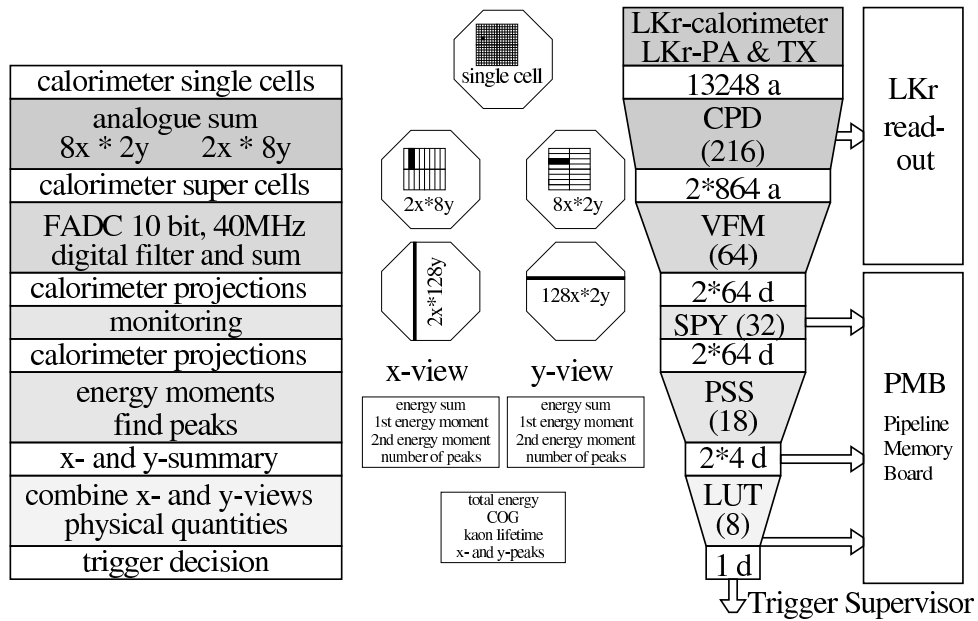 calorimeter single cells
analogue sum
8x * 2y 2x * 8y
calorimeter super cells
FADC 10 bit, 40MHz
digital filter and sum
calorimeter projections
monitoring
calorimeter projections
energy moments
find peaks
x- and y-summary
combine x- and y-views
physical quantities
trigger decision
single cell
2x*8y
8x*2y
2x*128y
128x*2y
x-view
y-view
energy sum
1st energy moment
2nd energy moment
number of peaks
energy sum
1st energy moment
2nd energy moment
number of peaks
total energy
COG
kaon lifetime
x- and y-peaks
LKr-calorimeter
LKr-PA & TX
13248 a
CPD
(216)
2*864 a
VFM
(64)
2*64 d
SPY (32)
2*64 d
PSS
(18)
2*4 d
LUT
(8)
1 d
Trigger Supervisor
LKr
read-
out
PMB
Pipeline
Memory
Board